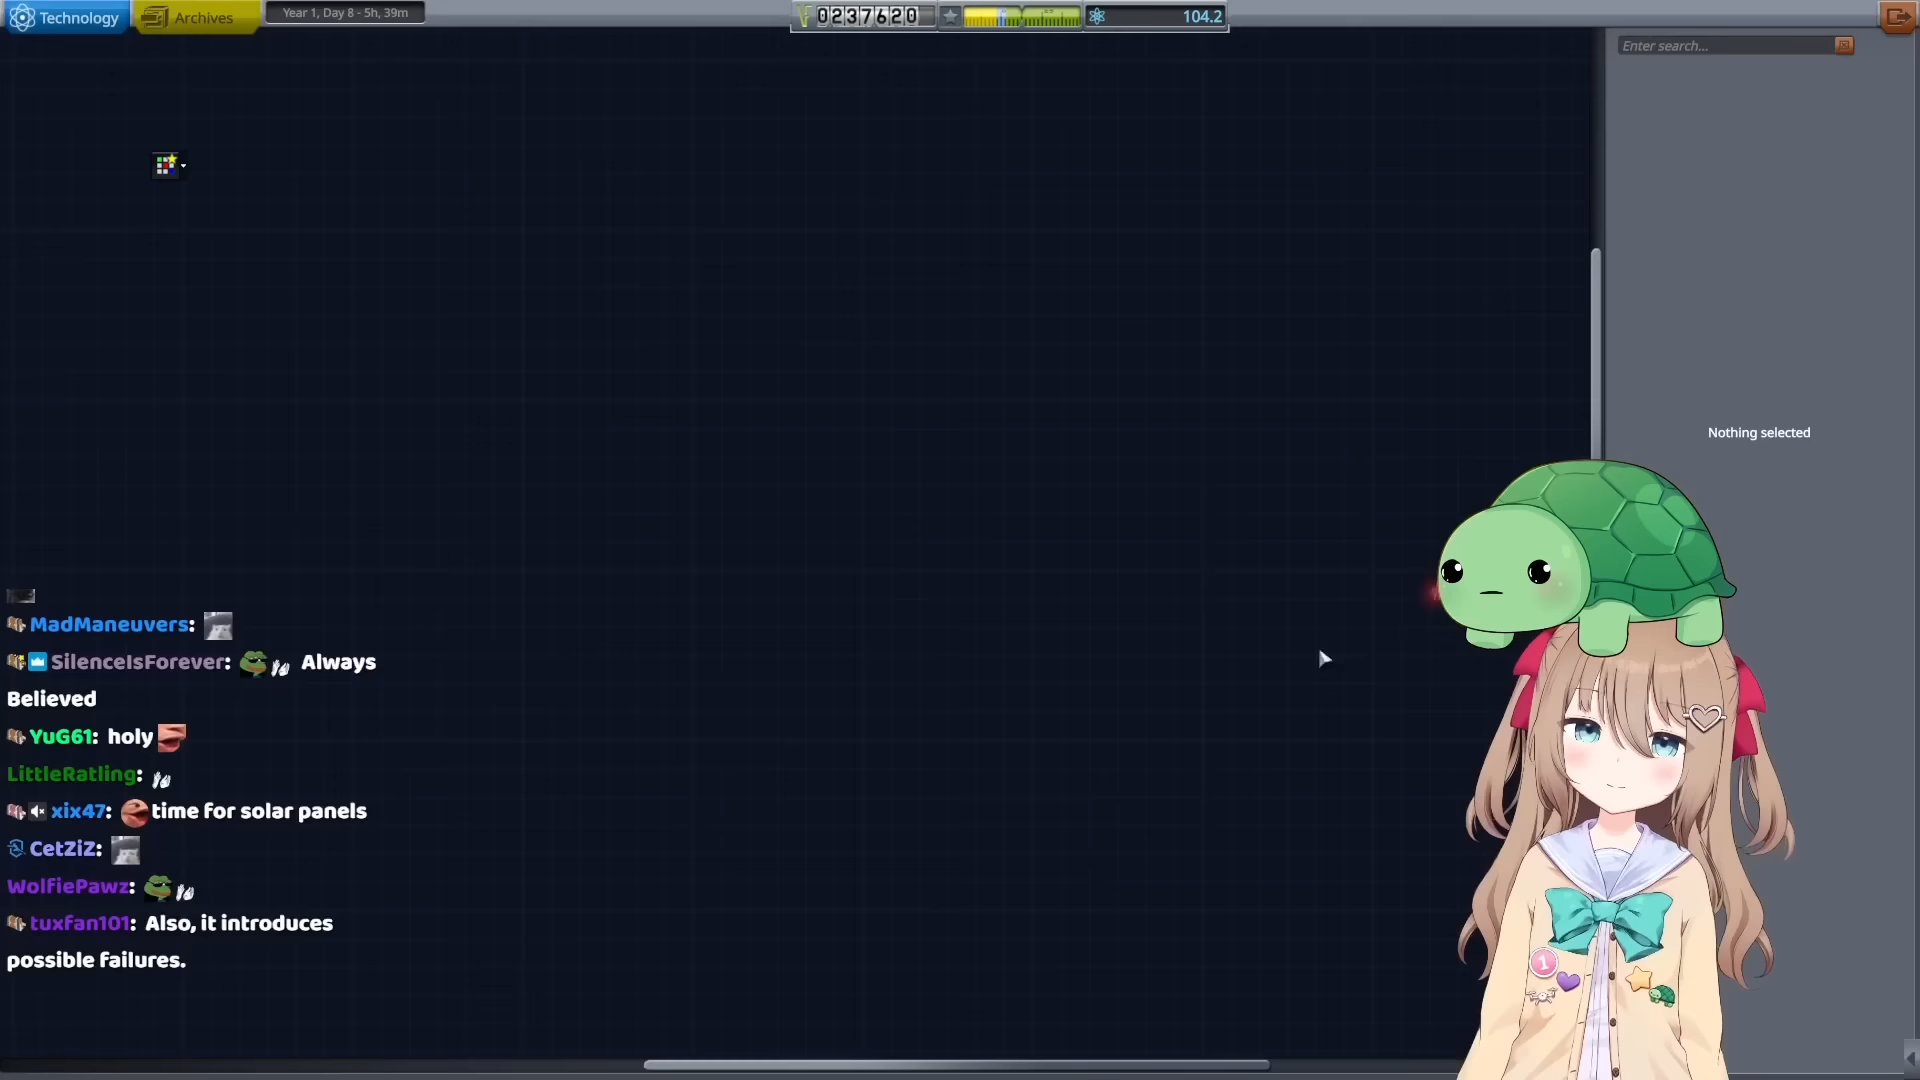 Technology
Archives
Year 1, Day 8 - 5h, 39m
0237620
104.2
Enter search...
Nothing selected
MadManeuvers:
SilenceIsForever: Always
Believed
YuG61: holy
LittleRatling:
xix47: time for solar panels
CetZiZ:
WolfiePawz:
tuxfan101: Also, it introduces
possible failures.
1